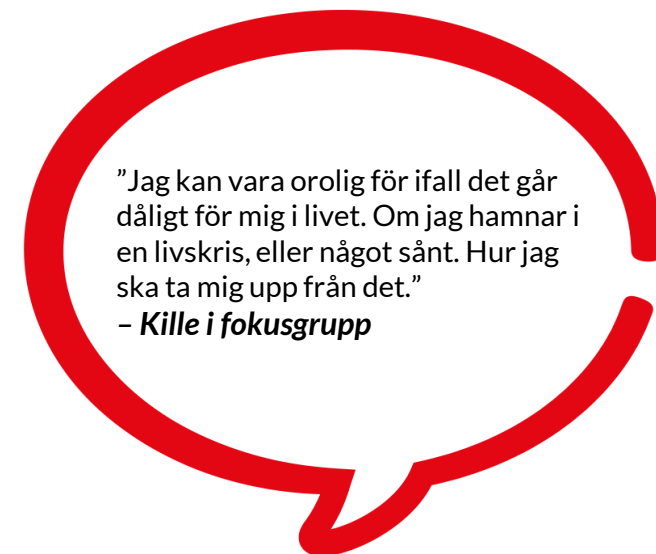 ”Jag kan vara orolig för ifall det går
dåligt för mig i livet. Om jag hamnar i
en livskris, eller något sånt. Hur jag
ska ta mig upp från det.”
– Kille i fokusgrupp